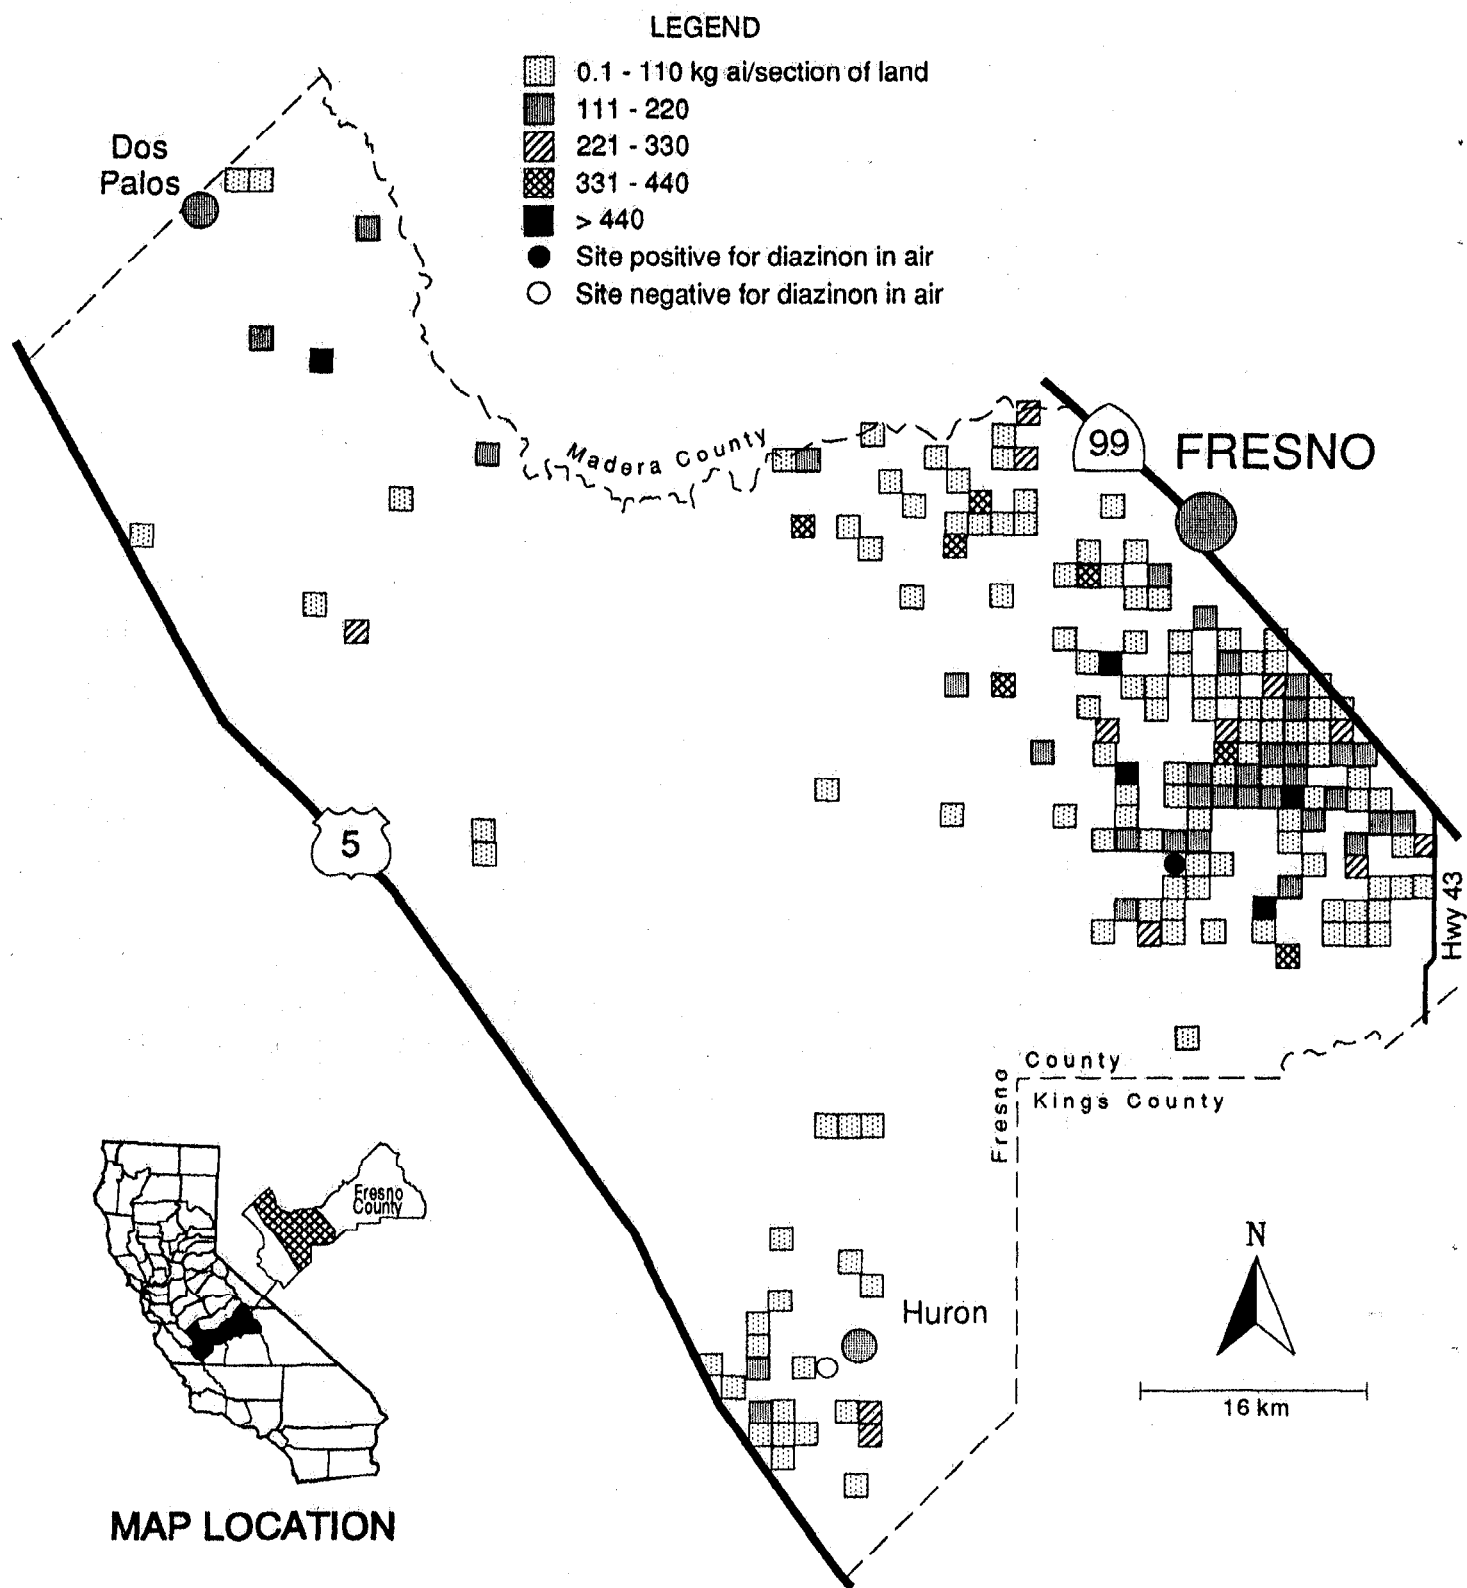 LEGEND
0.1 - 110 kg ai/section of land
111 - 220
221 - 330
331 - 440
> 440
Site positive for diazinon in air
Site negative for diazinon in air
Dos
Palos
Madera County
99
FRESNO
5
Hwy 43
County
Fresno
Kings County
Fresno
County
Huron
N
16 km
MAP LOCATION